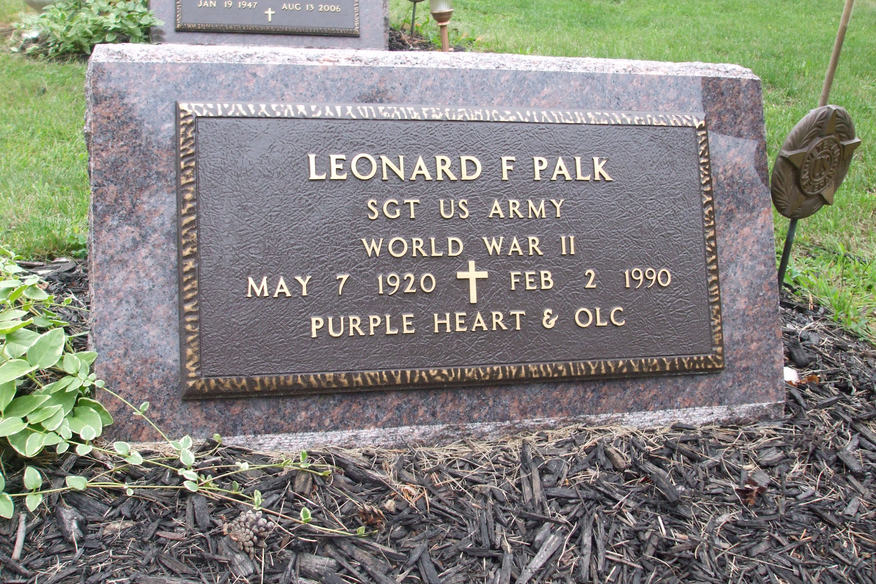 JAN 19 1947 ✝ AUG 13 2006
LEONARD F PALK
SGT US ARMY
WORLD WAR II
MAY 7 1920 ✝ FEB 2 1990
PURPLE HEART & OLC